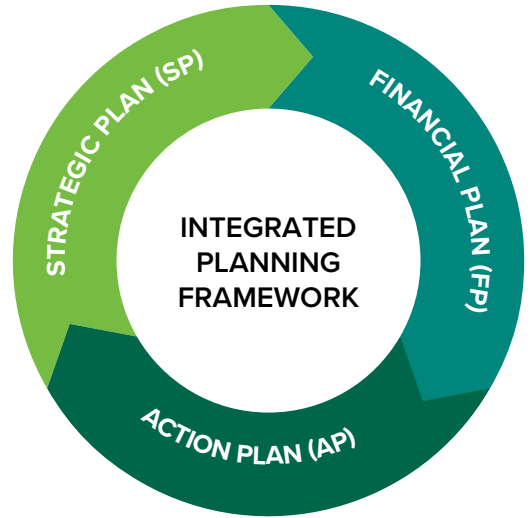 STRATEGIC PLAN (SP)
FINANCIAL PLAN (FP)
INTEGRATED
PLANNING
FRAMEWORK
ACTION PLAN (AP)